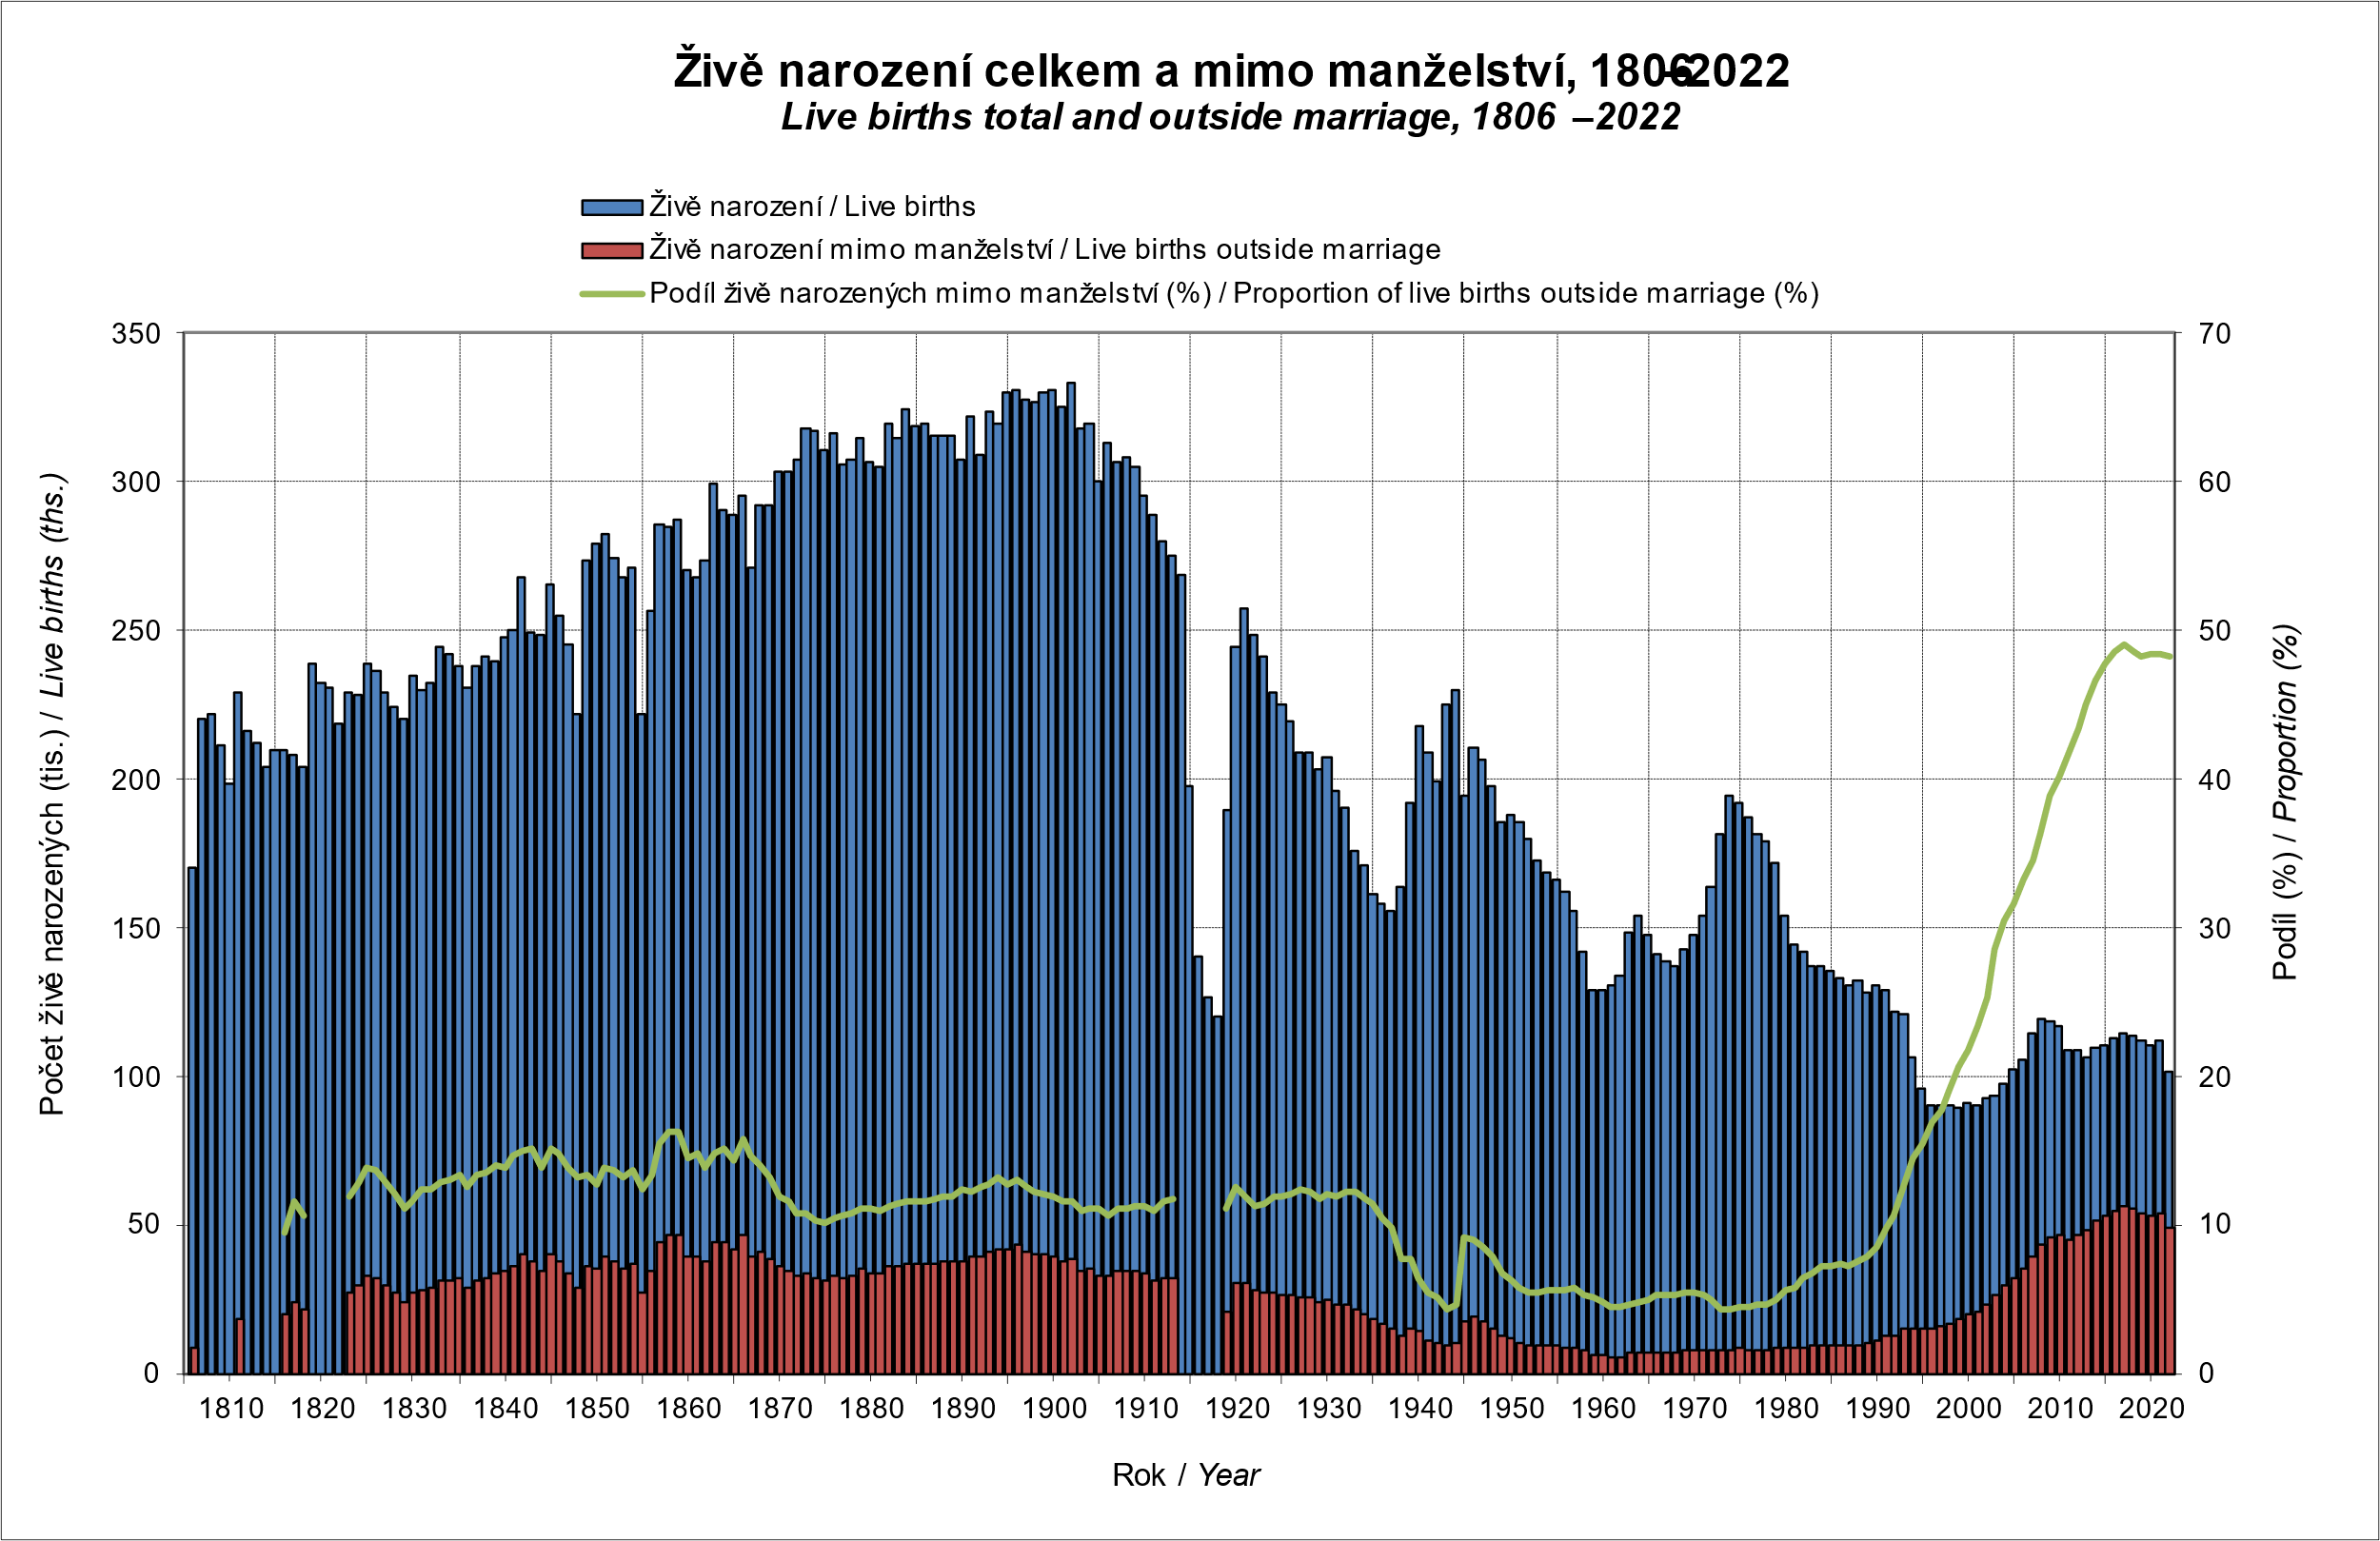 Živě narození celkem a mimo manželství, 1806–2022
Live births total and outside marriage, 1806 –2022
Živě narození / Live births
Živě narození mimo manželství / Live births outside marriage
Podíl živě narozených mimo manželství (%) / Proportion of live births outside marriage (%)
350
300
250
200
150
100
50
0
Počet živě narozených (tis.) / Live births (ths.)
70
60
50
40
30
20
10
0
Podíl (%) / Proportion (%)
1810 1820 1830 1840 1850 1860 1870 1880 1890 1900 1910 1920 1930 1940 1950 1960 1970 1980 1990 2000 2010 2020
Rok / Year